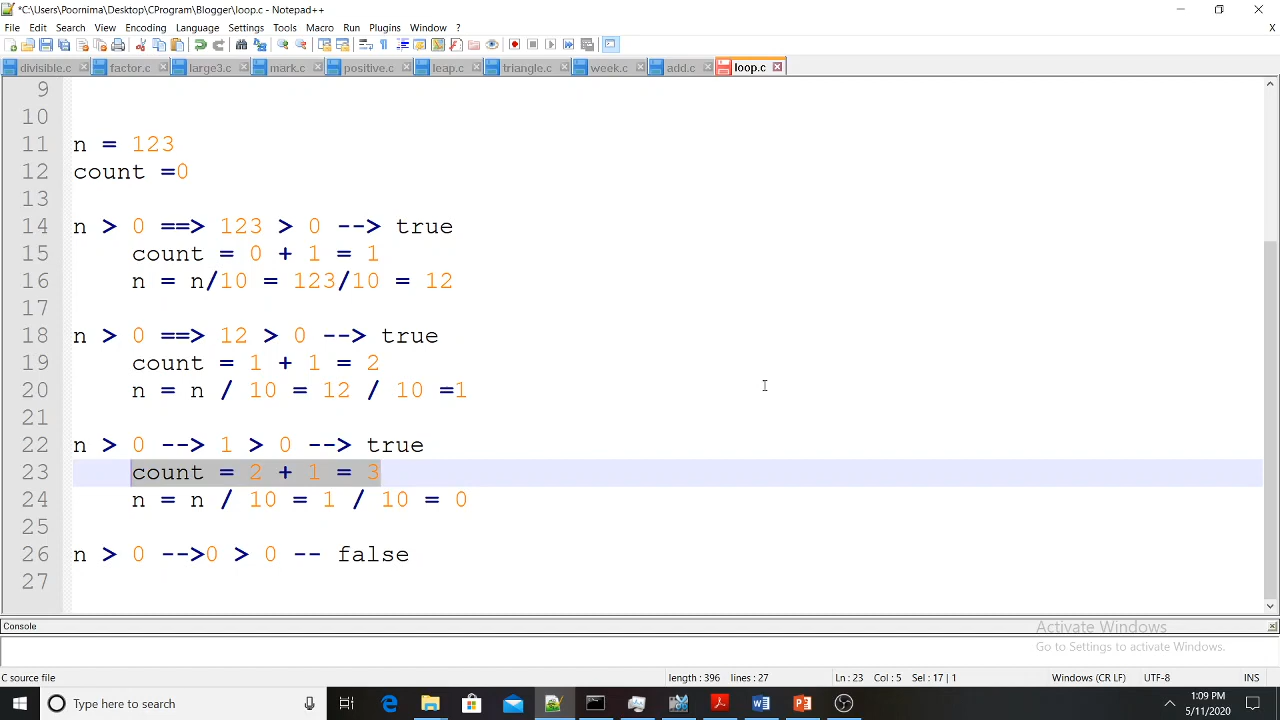 *C:\Users\Poornima\Desktop\CProgram\Blogger\loop.c - Notepad++
File Edit Search View Encoding Language Settings Tools Macro Run Plugins Window ? X
divisible.c factor.c large3.c mark.c positive.c leap.c triangle.c week.c add.c loop.c
9
10
11 n = 123
12 count =0
13
14 n > 0 ==> 123 > 0 --> true
15 count = 0 + 1 = 1
16 n = n/10 = 123/10 = 12
17
18 n > 0 ==> 12 > 0 --> true
19 count = 1 + 1 = 2
20 n = n / 10 = 12 / 10 =1
21
22 n > 0 --> 1 > 0 --> true
23 count = 2 + 1 = 3
24 n = n / 10 = 1 / 10 = 0
25
26 n > 0 -->0 > 0 -- false
27
Console
Activate Windows
Go to Settings to activate Windows.
C source file length : 396 lines : 27 Ln : 23 Col : 5 Sel : 17 | 1 Windows (CR LF) UTF-8 INS
Type here to search
1:09 PM
5/11/2020